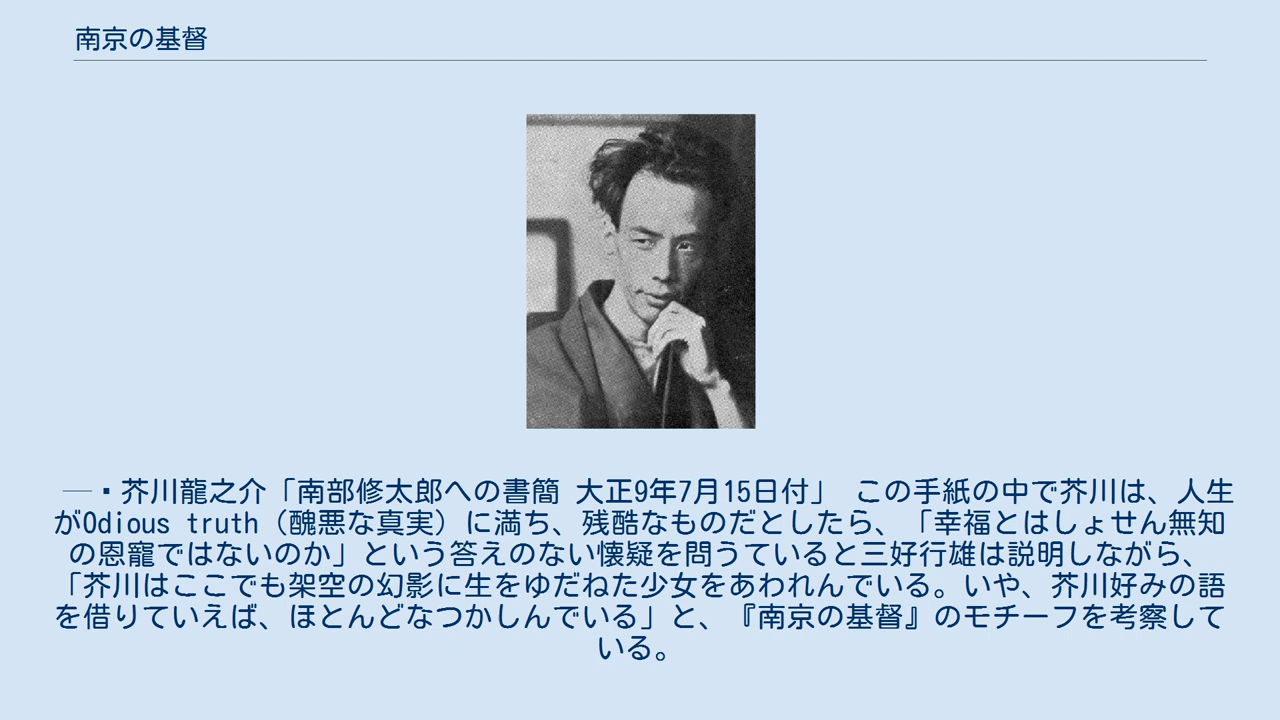 南京の基督
─・芥川龍之介「南部修太郎への書簡 大正9年7月15日付」 この手紙の中で芥川は、人生
がOdious truth（醜悪な真実）に満ち、残酷なものだとしたら、「幸福とはしょせん無知
の恩寵ではないのか」という答えのない懐疑を問うていると三好行雄は説明しながら、
「芥川はここでも架空の幻影に生をゆだねた少女をあわれんでいる。いや、芥川好みの語
を借りていえば、ほとんどなつかしんでいる」と、『南京の基督』のモチーフを考察して
いる。